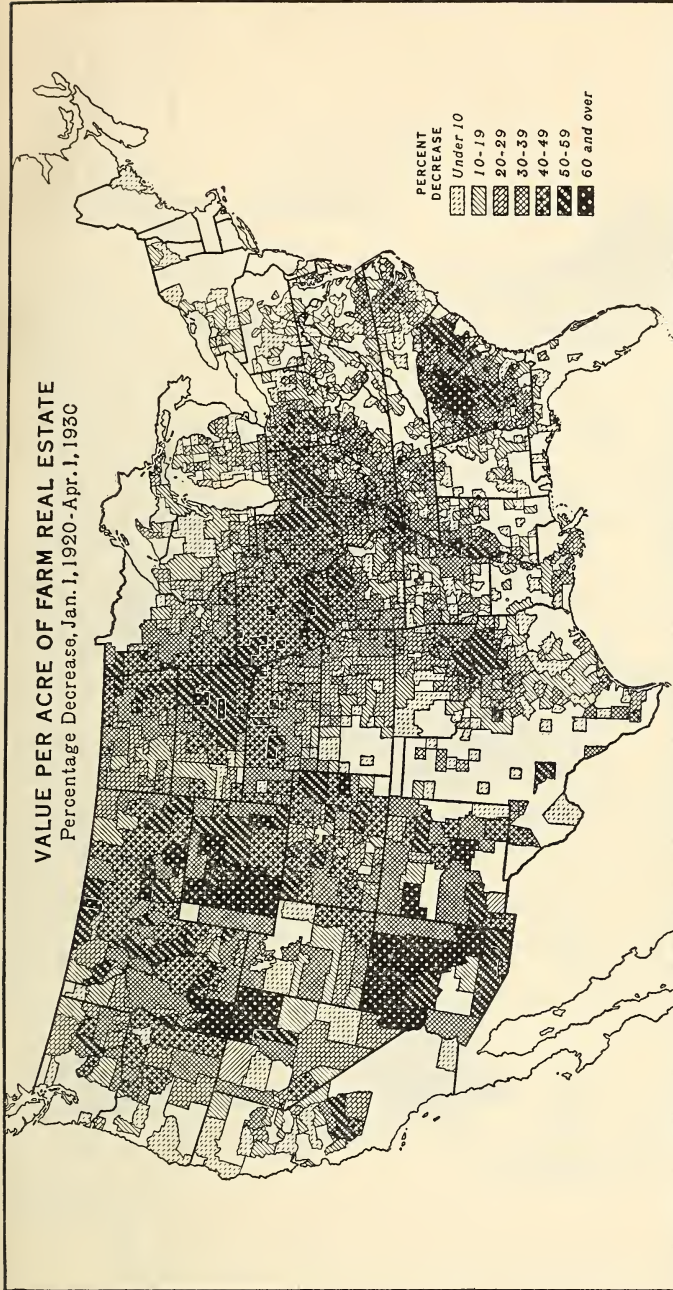 VALUE PER ACRE OF FARM REAL ESTATE
Percentage Decrease, Jan. 1, 1920-Apr. 1, 1930
PERCENT
DECREASE
Under 10
10-19
20-29
30-39
40-49
50-59
60 and over